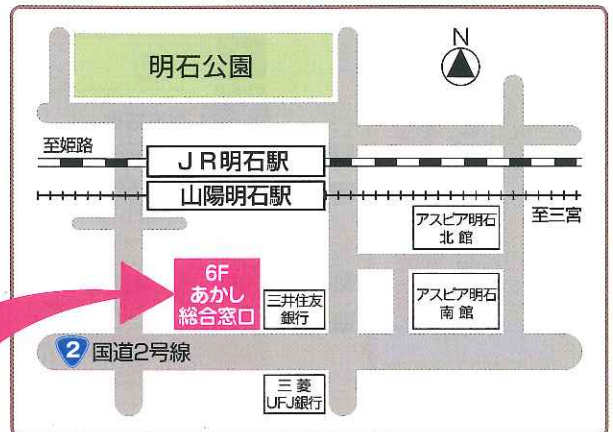 明石公園
N
至姫路
JR明石駅
山陽明石駅
至三宮
アスピア明石
北館
6F
あかし
総合窓口
三井住友
銀行
アスピア明石
南館
2 国道2号線
三菱
UFJ銀行